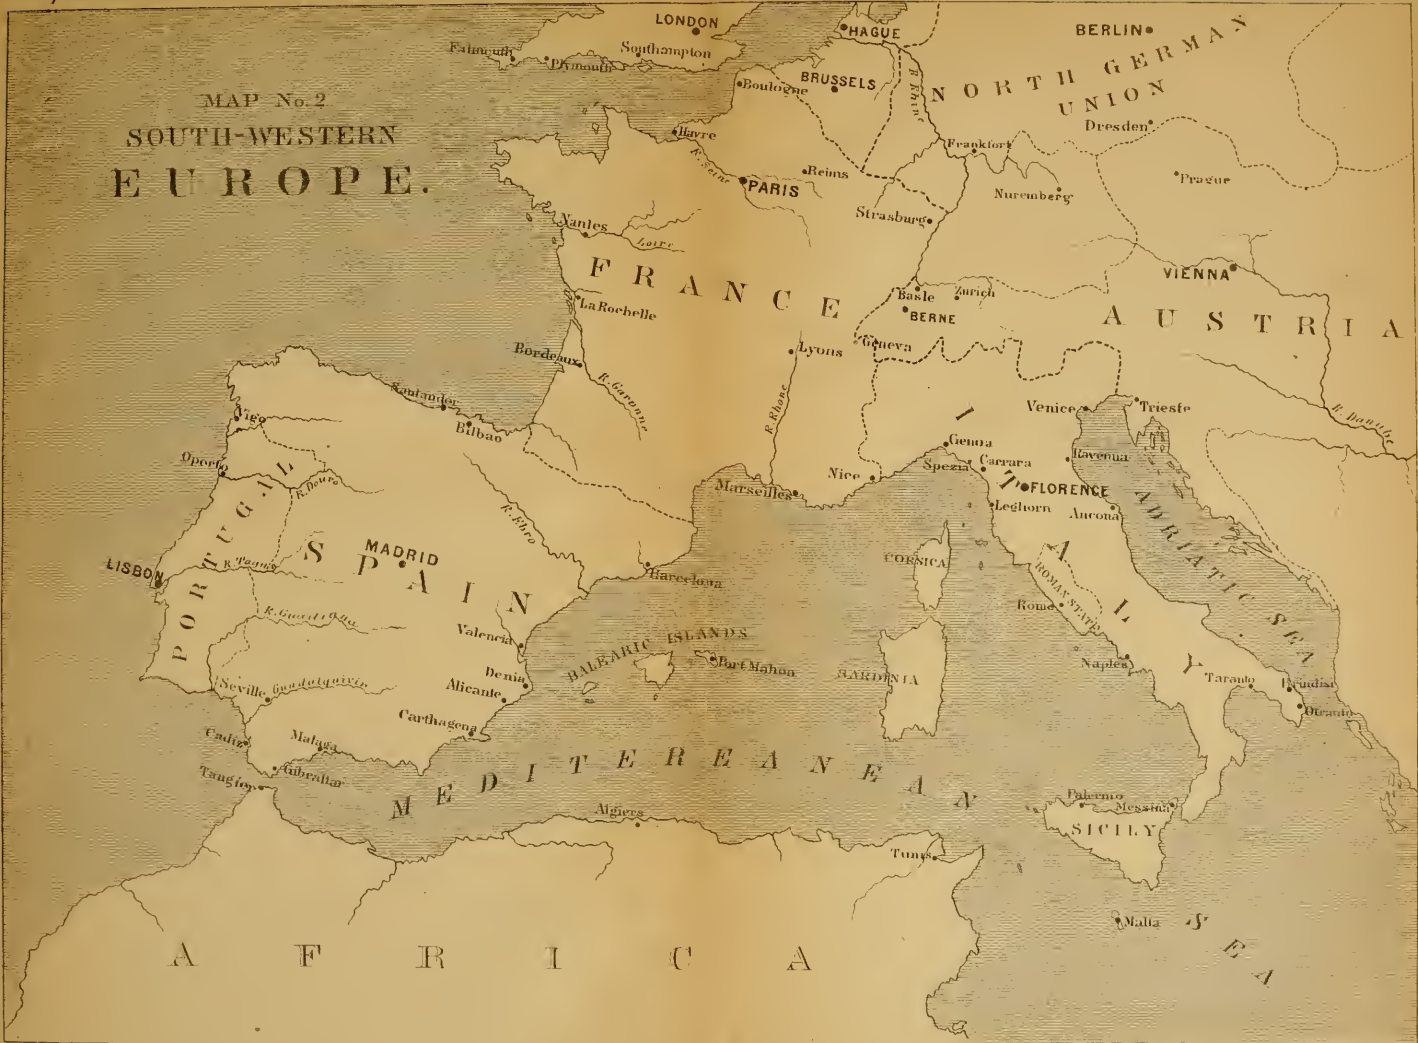 MAP No. 2
SOUTH-WESTERN
EUROPE.
LONDON
Falmouth
Southampton
Plymouth
HAGUE
BERLIN
NORTH GERMAN
UNION
Boulogne
BRUSSELS
R. Rhine
Dresden
Havre
Frankfort
R. Seine
PARIS
Reims
Nuremberg
Prague
Nantes
Strasburg
Loire
FRANCE
VIENNA
Basle
Zurich
BERNE
AUSTRIA
La Rochelle
Geneva
Bordeaux
Lyons
R. Garonne
R. Rhone
R. Danube
Santander
Bilbao
Vigo
Venice
Trieste
ITALY
Genoa
Spezia
Carrara
Ravenna
Oporto
R. Douro
PORTUGAL
R. Ebro
Marseilles
Nice
FLORENCE
Leghorn
Ancona
ADRIATIC SEA
SPAIN
MADRID
LISBON
R. Tagus
Barcelona
CORSICA
ROMAN STATE
Rome
R. Guadiana
Valencia
BALEARIC ISLANDS
Port Mahon
SARDINIA
Naples
Denia
Alicante
Taranto
Brindisi
Otranto
Seville
Guadalquivir
Carthagena
Cadiz
Malaga
Gibraltar
Tangier
MEDITEREANEAN
SEA
Algiers
Palermo
Messina
SICILY
Tunis
Malta
AFRICA